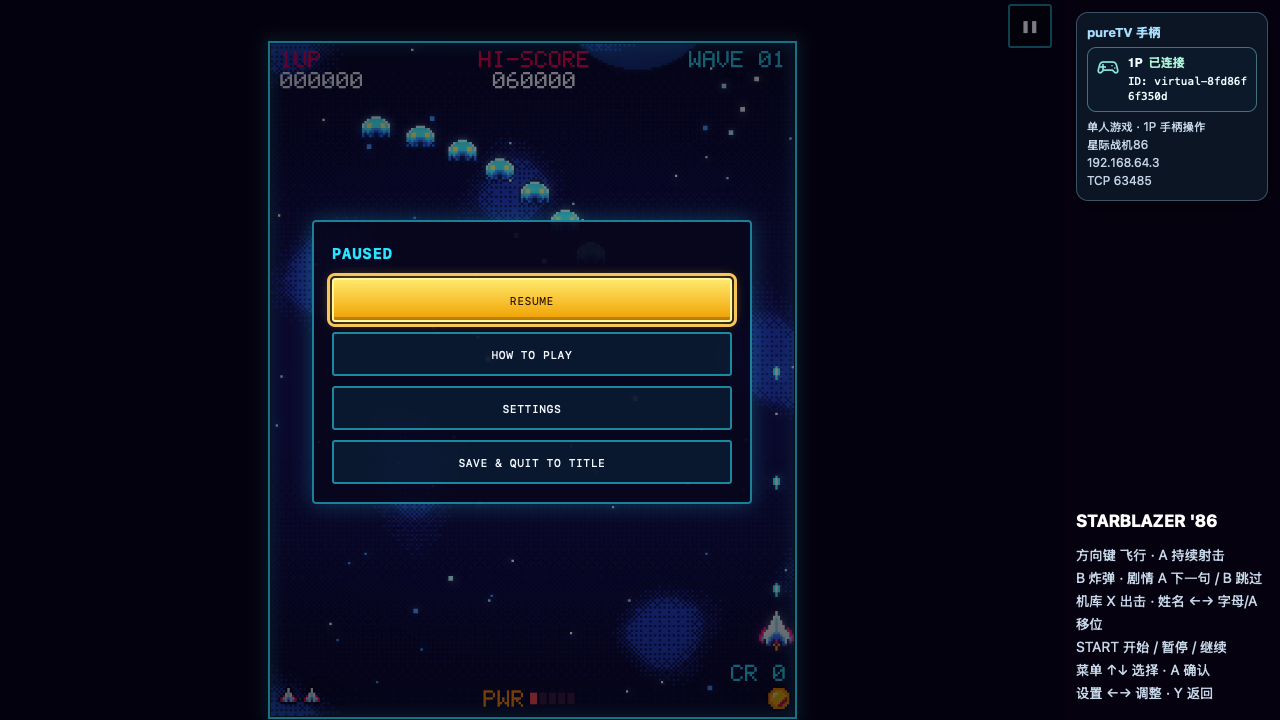 1UP HI-SCORE WAVE 01
000000 060000
PAUSED
RESUME
HOW TO PLAY
SETTINGS
SAVE & QUIT TO TITLE
CR 0
PWR
pureTV 手柄
1P 已连接
ID: virtual-8fd86f
6f350d
单人游戏 · 1P 手柄操作
星际战机86
192.168.64.3
TCP 63485
STARBLAZER '86
方向键 飞行 · A 持续射击
B 炸弹 · 剧情 A 下一句 / B 跳过
机库 X 出击 · 姓名 ←→ 字母/A
移位
START 开始 / 暂停 / 继续
菜单 ↑↓ 选择 · A 确认
设置 ←→ 调整 · Y 返回